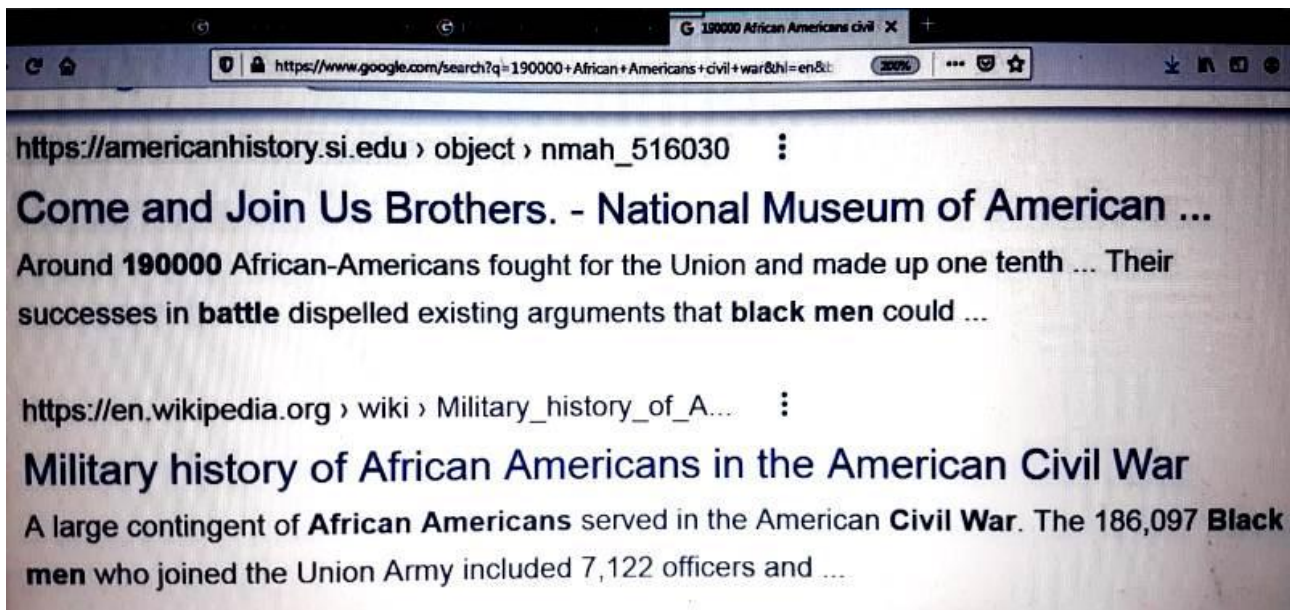 G 190000 African Americans civil X +
https://www.google.com/search?q=190000+African+Americans+civil+war&hl=en& 200% ...
https://americanhistory.si.edu › object › nmah_516030
Come and Join Us Brothers. - National Museum of American ...
Around 190000 African-Americans fought for the Union and made up one tenth ... Their
successes in battle dispelled existing arguments that black men could ...
https://en.wikipedia.org › wiki › Military_history_of_A...
Military history of African Americans in the American Civil War
A large contingent of African Americans served in the American Civil War. The 186,097 Black
men who joined the Union Army included 7,122 officers and ...